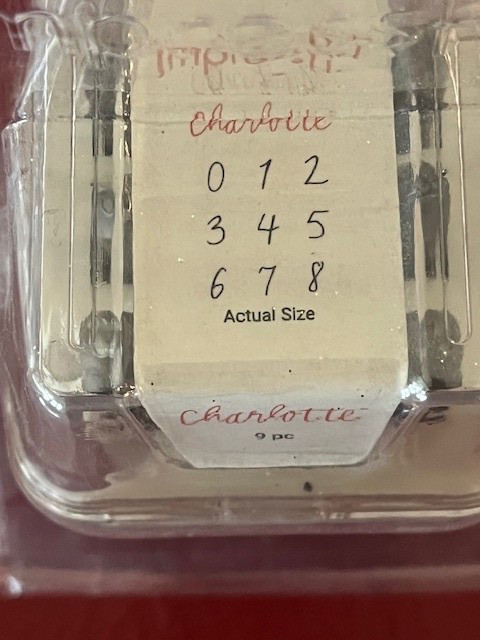 Charlotte
0 1 2
3 4 5
6 7 8
Actual Size
Charlotte
9 pc